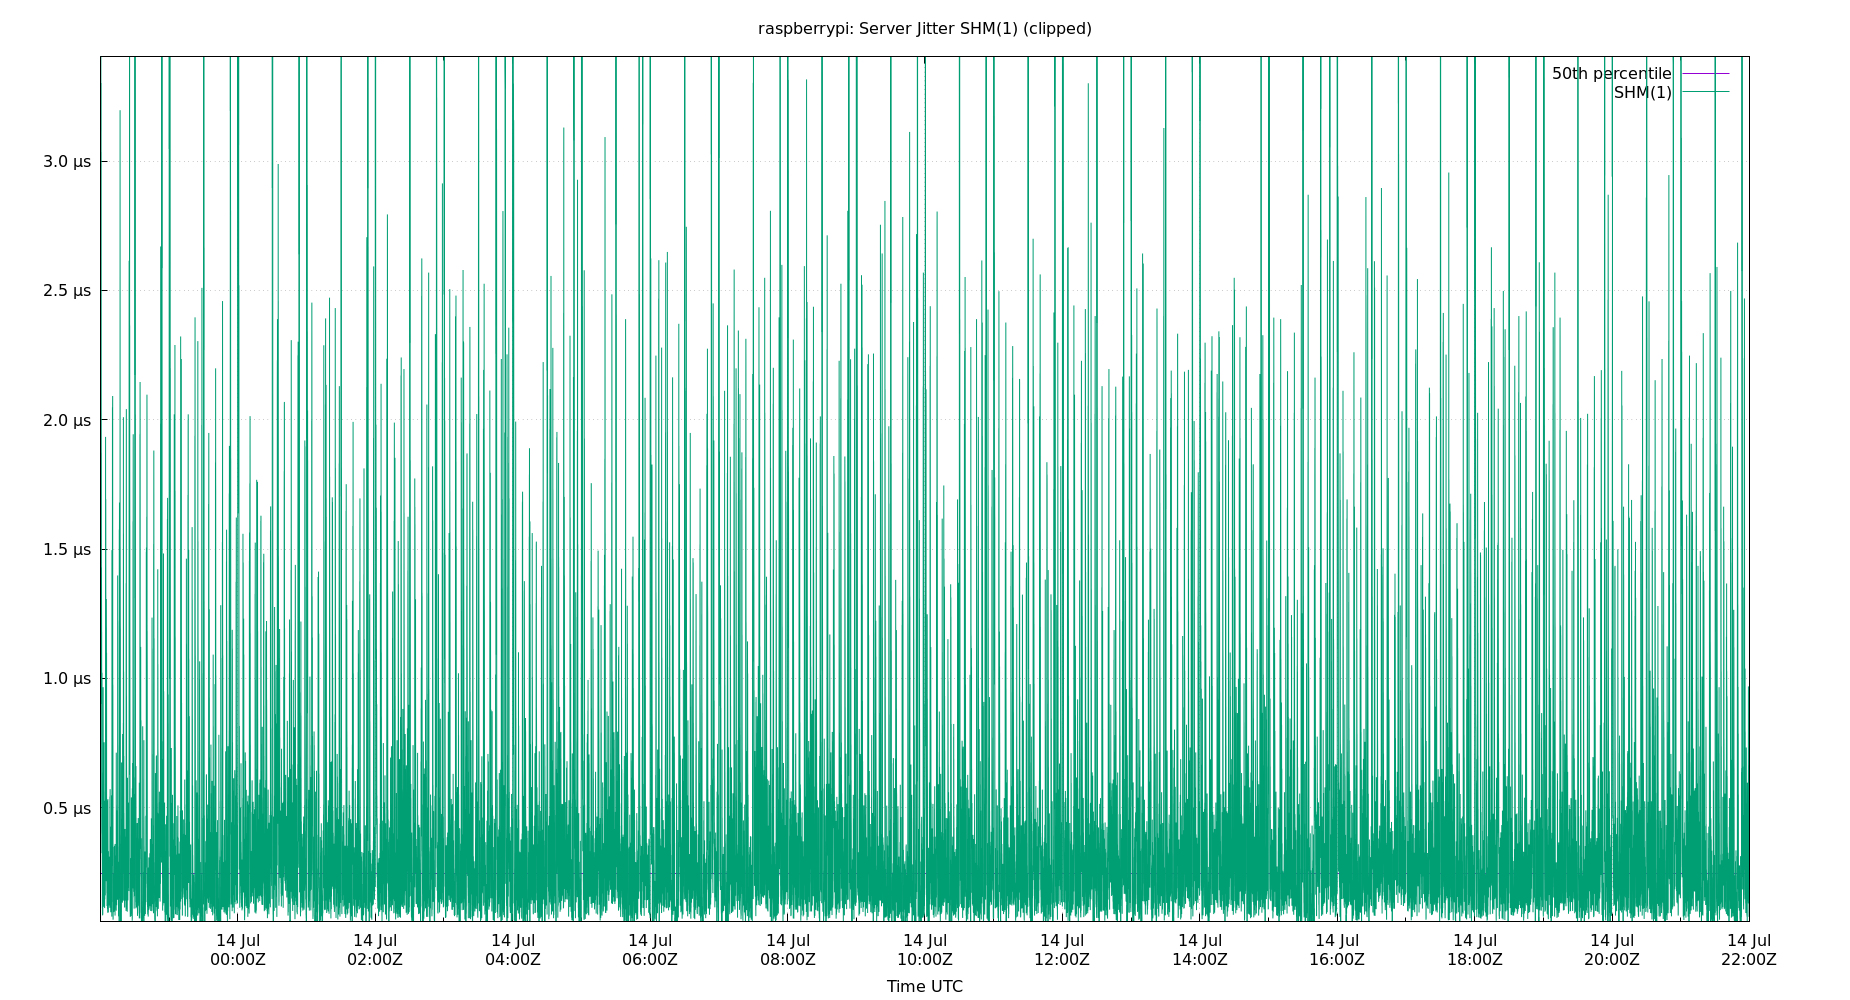 raspberrypi: Server Jitter SHM(1) (clipped)
50th percentile
SHM(1)
3.0 µs
2.5 µs
2.0 µs
1.5 µs
1.0 µs
0.5 µs
14 Jul 14 Jul 14 Jul 14 Jul 14 Jul 14 Jul 14 Jul 14 Jul 14 Jul 14 Jul 14 Jul 14 Jul
00:00Z 02:00Z 04:00Z 06:00Z 08:00Z 10:00Z 12:00Z 14:00Z 16:00Z 18:00Z 20:00Z 22:00Z
Time UTC